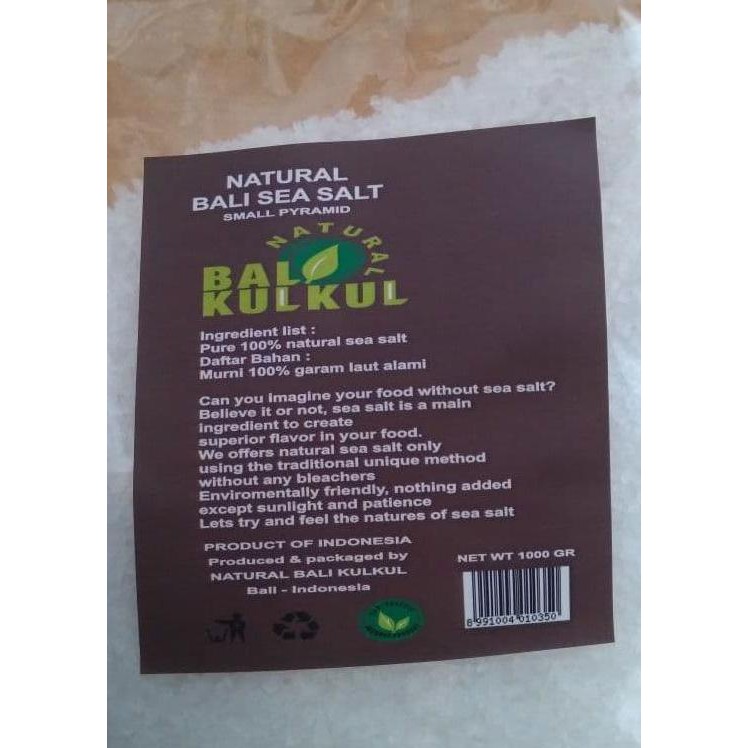 NATURAL
BALI SEA SALT
SMALL PYRAMID
NATURAL
BALI
KULKUL
Ingredient list :
Pure 100% natural sea salt
Daftar Bahan :
Murni 100% garam laut alami
Can you imagine your food without sea salt?
Believe it or not, sea salt is a main
ingredient to create
superior flavor in your food.
We offers natural sea salt only
using the traditional unique method
without any bleachers
Enviromentally friendly, nothing added
except sunlight and patience
Lets try and feel the natures of sea salt
PRODUCT OF INDONESIA
Produced & packaged by
NATURAL BALI KULKUL
Bali - Indonesia
NET WT 1000 GR
8 991004 010350